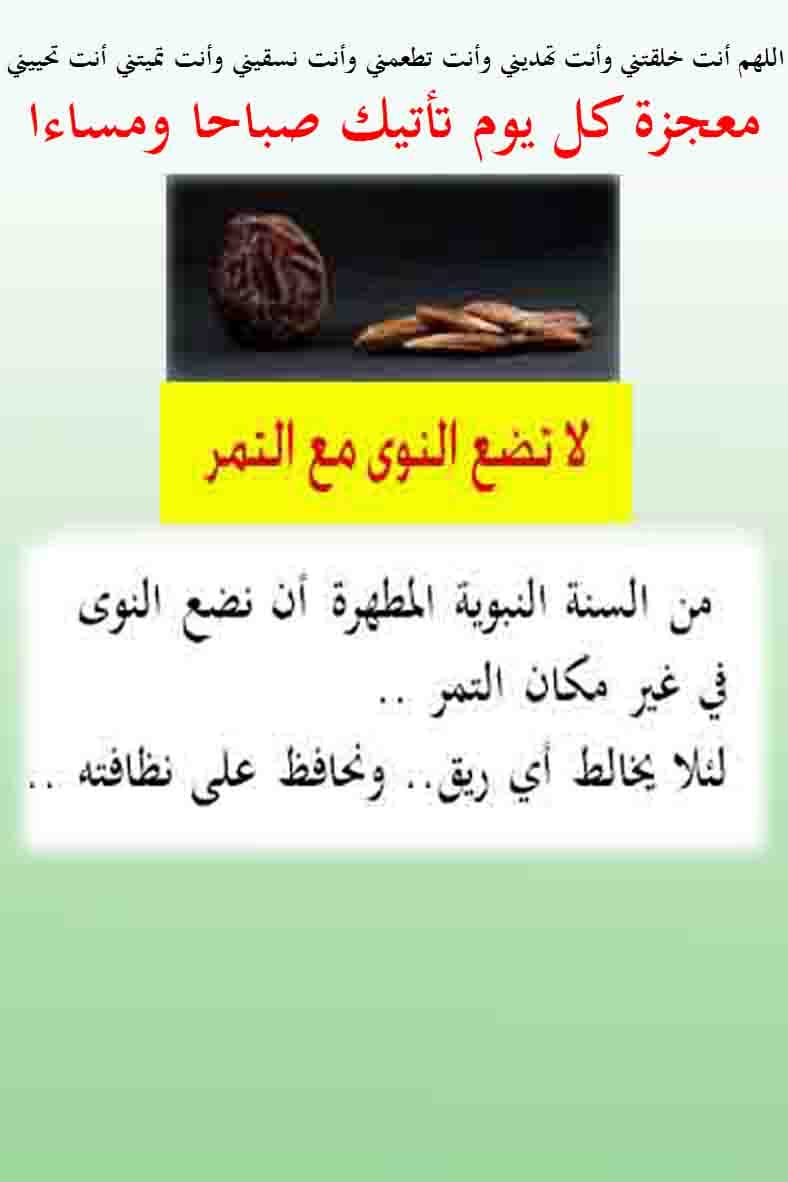 اللهم أنت خلقتني وأنت تهديني وأنت تطعمني وأنت نسقيني وأنت تميتني أنت تحييني
معجزة كل يوم تأتيك صباحا ومساءا
لا تضع النوى مع التمر
من السنة النبوية المطهرة أن نضع النوى
في غير مكان التمر ..
لئلا يخالط أي ريق.. ونحافظ على نظافته ..